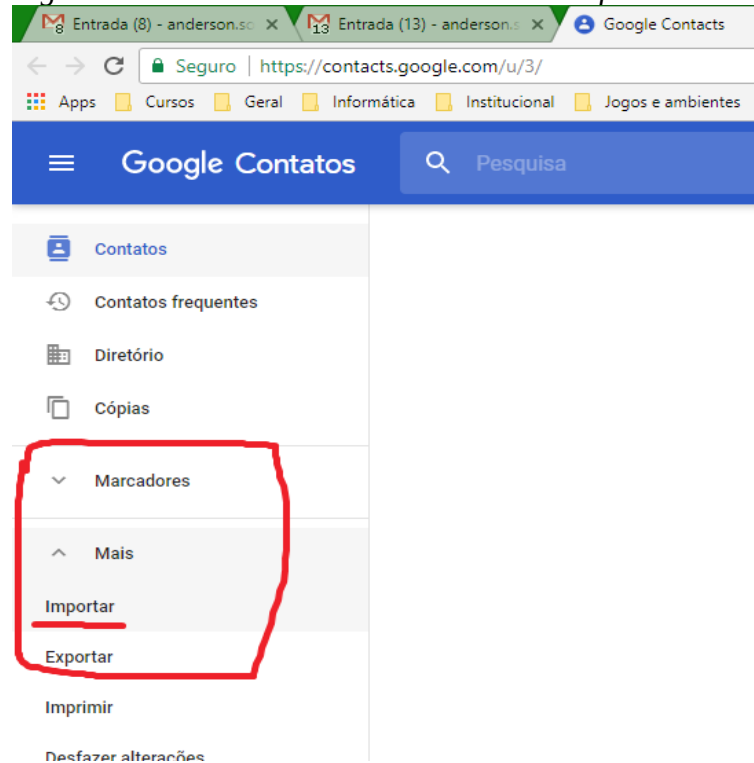 Entrada (8) - anderson.so
Entrada (13) - anderson.s
Google Contacts
Seguro | https://contacts.google.com/u/3/
Apps Cursos Geral Informática Institucional Jogos e ambientes
Google Contatos
Pesquisa
Contatos
Contatos frequentes
Diretório
Cópias
Marcadores
Mais
Importar
Exportar
Imprimir
Desfazer alterações